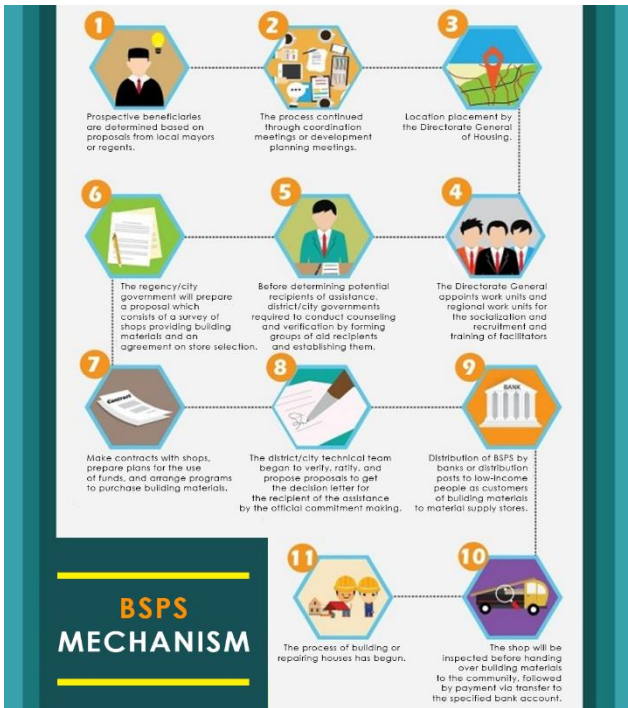 1
Prospective beneficiaries
are determined based on
proposals from local mayors
or regents.
2
The process continued
through coordination
meetings or development
planning meetings.
3
Location placement by
the Directorate General
of Housing.
4
The Directorate General
appoints work units and
regional work units for
the socialization and
recruitment and
training of facilitators
5
Before determining potential
recipients of assistance,
district/city governments
required to conduct counseling
and verification by forming
groups of aid recipients
and establishing them.
6
The regency/city
government will prepare
a proposal which
consists of a survey of
shops providing building
materials and an
agreement on store selection.
7
Contract
Make contracts with shops,
prepare plans for the use
of funds, and arrange programs
to purchase building materials.
8
The district/city technical team
began to verify, ratify, and
propose proposals to get
the decision letter for
the recipient of the assistance
by the official commitment making.
9
BANK
Distribution of BSPS by
banks or distribution
posts to low-income
people as customers
of building materials
to material supply stores.
10
The shop will be
inspected before handing
over building materials
to the community, followed
by payment via transfer to
the specified bank account.
11
The process of building or
repairing houses has begun.
BSPS
MECHANISM